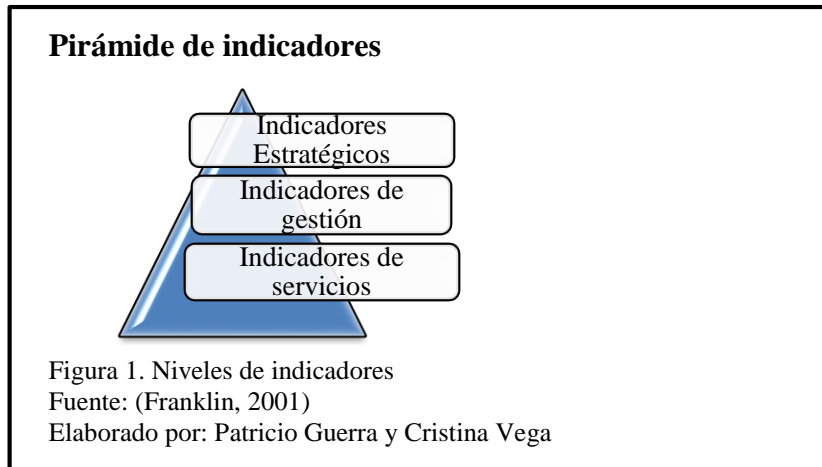 Pirámide de indicadores
Indicadores
Estratégicos
Indicadores de
gestión
Indicadores de
servicios
Figura 1. Niveles de indicadores
Fuente: (Franklin, 2001)
Elaborado por: Patricio Guerra y Cristina Vega